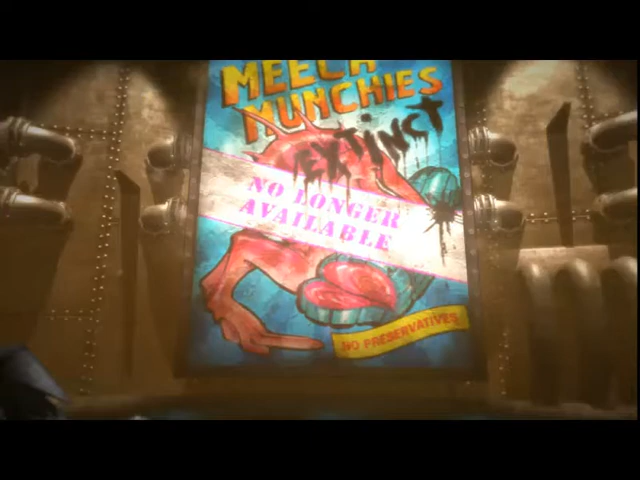 MEECH
MUNCHIES
EXTINCT
NO LONGER
AVAILABLE
NO PRESERVATIVES